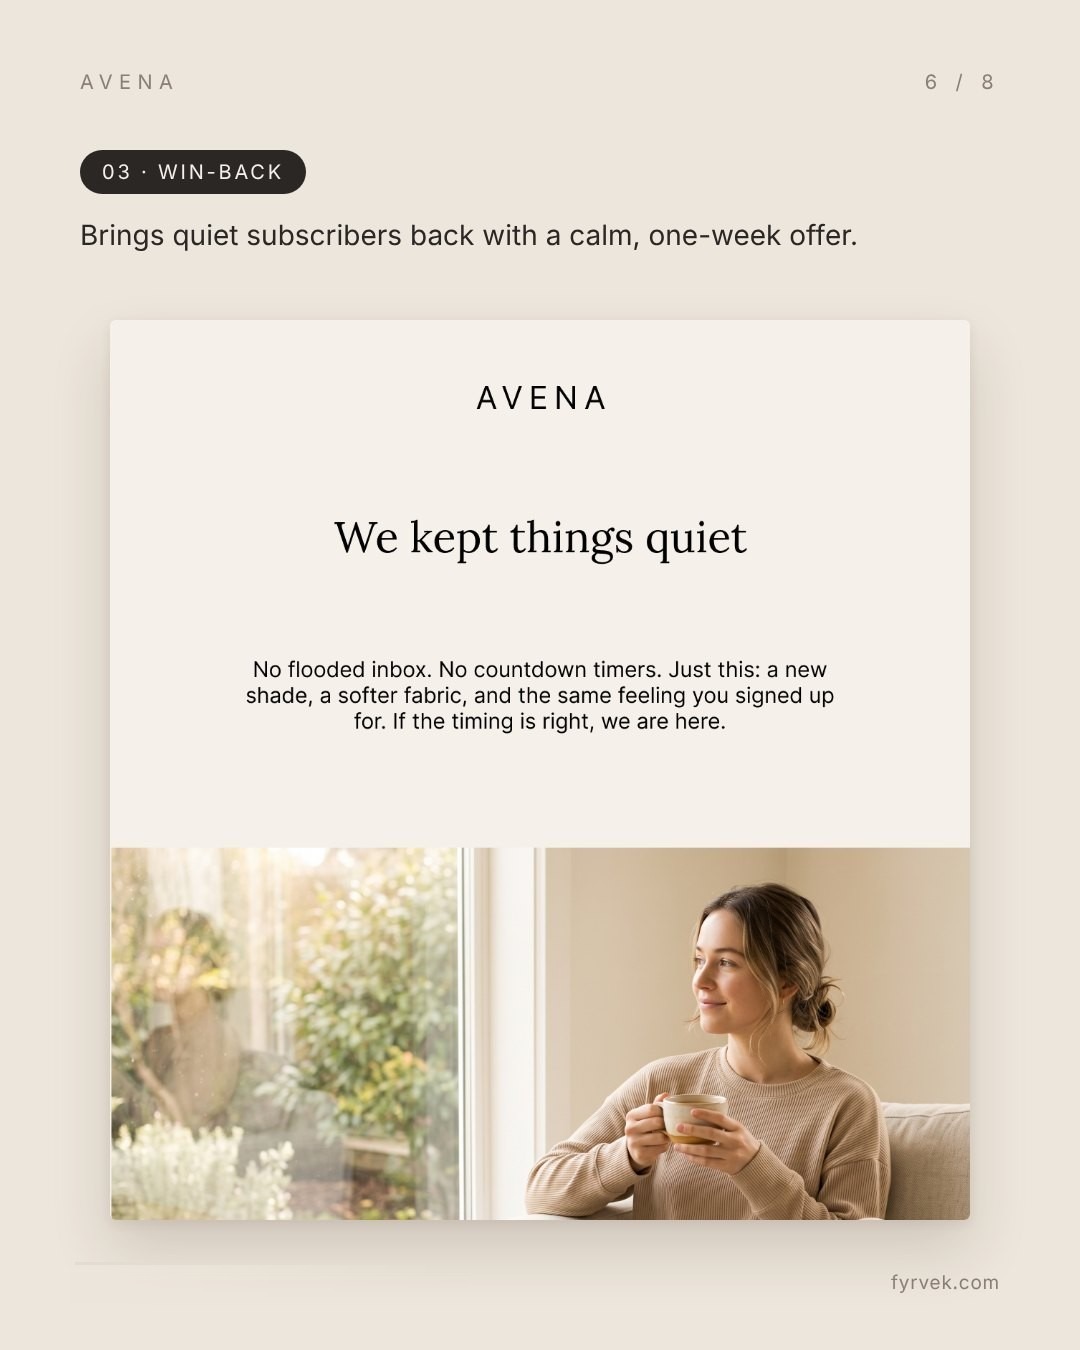 AVENA
6 / 8
03 · WIN-BACK
Brings quiet subscribers back with a calm, one-week offer.
AVENA
We kept things quiet
No flooded inbox. No countdown timers. Just this: a new
shade, a softer fabric, and the same feeling you signed up
for. If the timing is right, we are here.
fyrvek.com